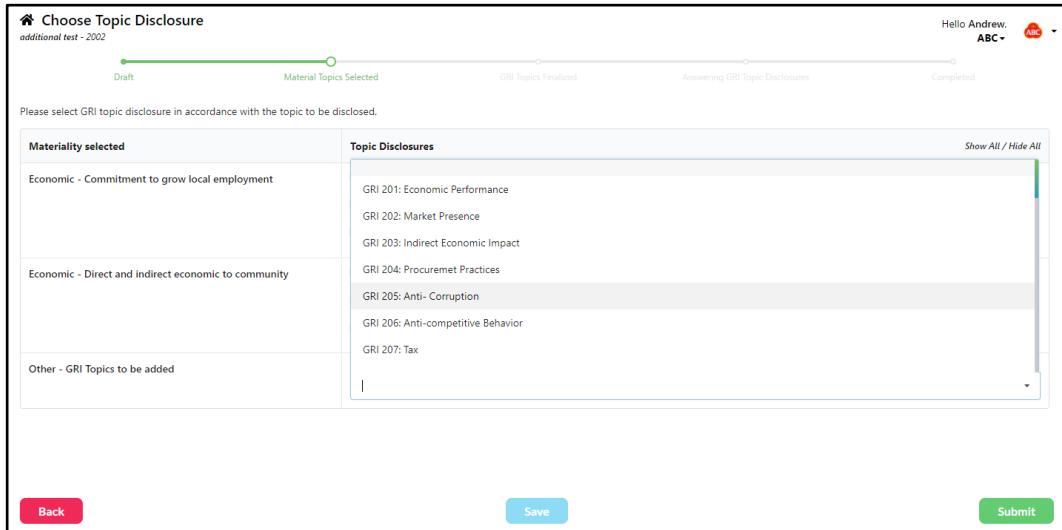 Choose Topic Disclosure
additional test - 2002
Hello Andrew,
ABC
ABC
Draft
Material Topics Selected
GRI Topics Finalized
Answering GRI Topic Disclosures
Completed
Please select GRI topic disclosure in accordance with the topic to be disclosed.
Materiality selected
Topic Disclosures
Show All / Hide All
Economic - Commitment to grow local employment
GRI 201: Economic Performance
GRI 202: Market Presence
GRI 203: Indirect Economic Impact
Economic - Direct and indirect economic to community
GRI 204: Procuremet Practices
GRI 205: Anti- Corruption
GRI 206: Anti-competitive Behavior
GRI 207: Tax
Other - GRI Topics to be added
Back
Save
Submit